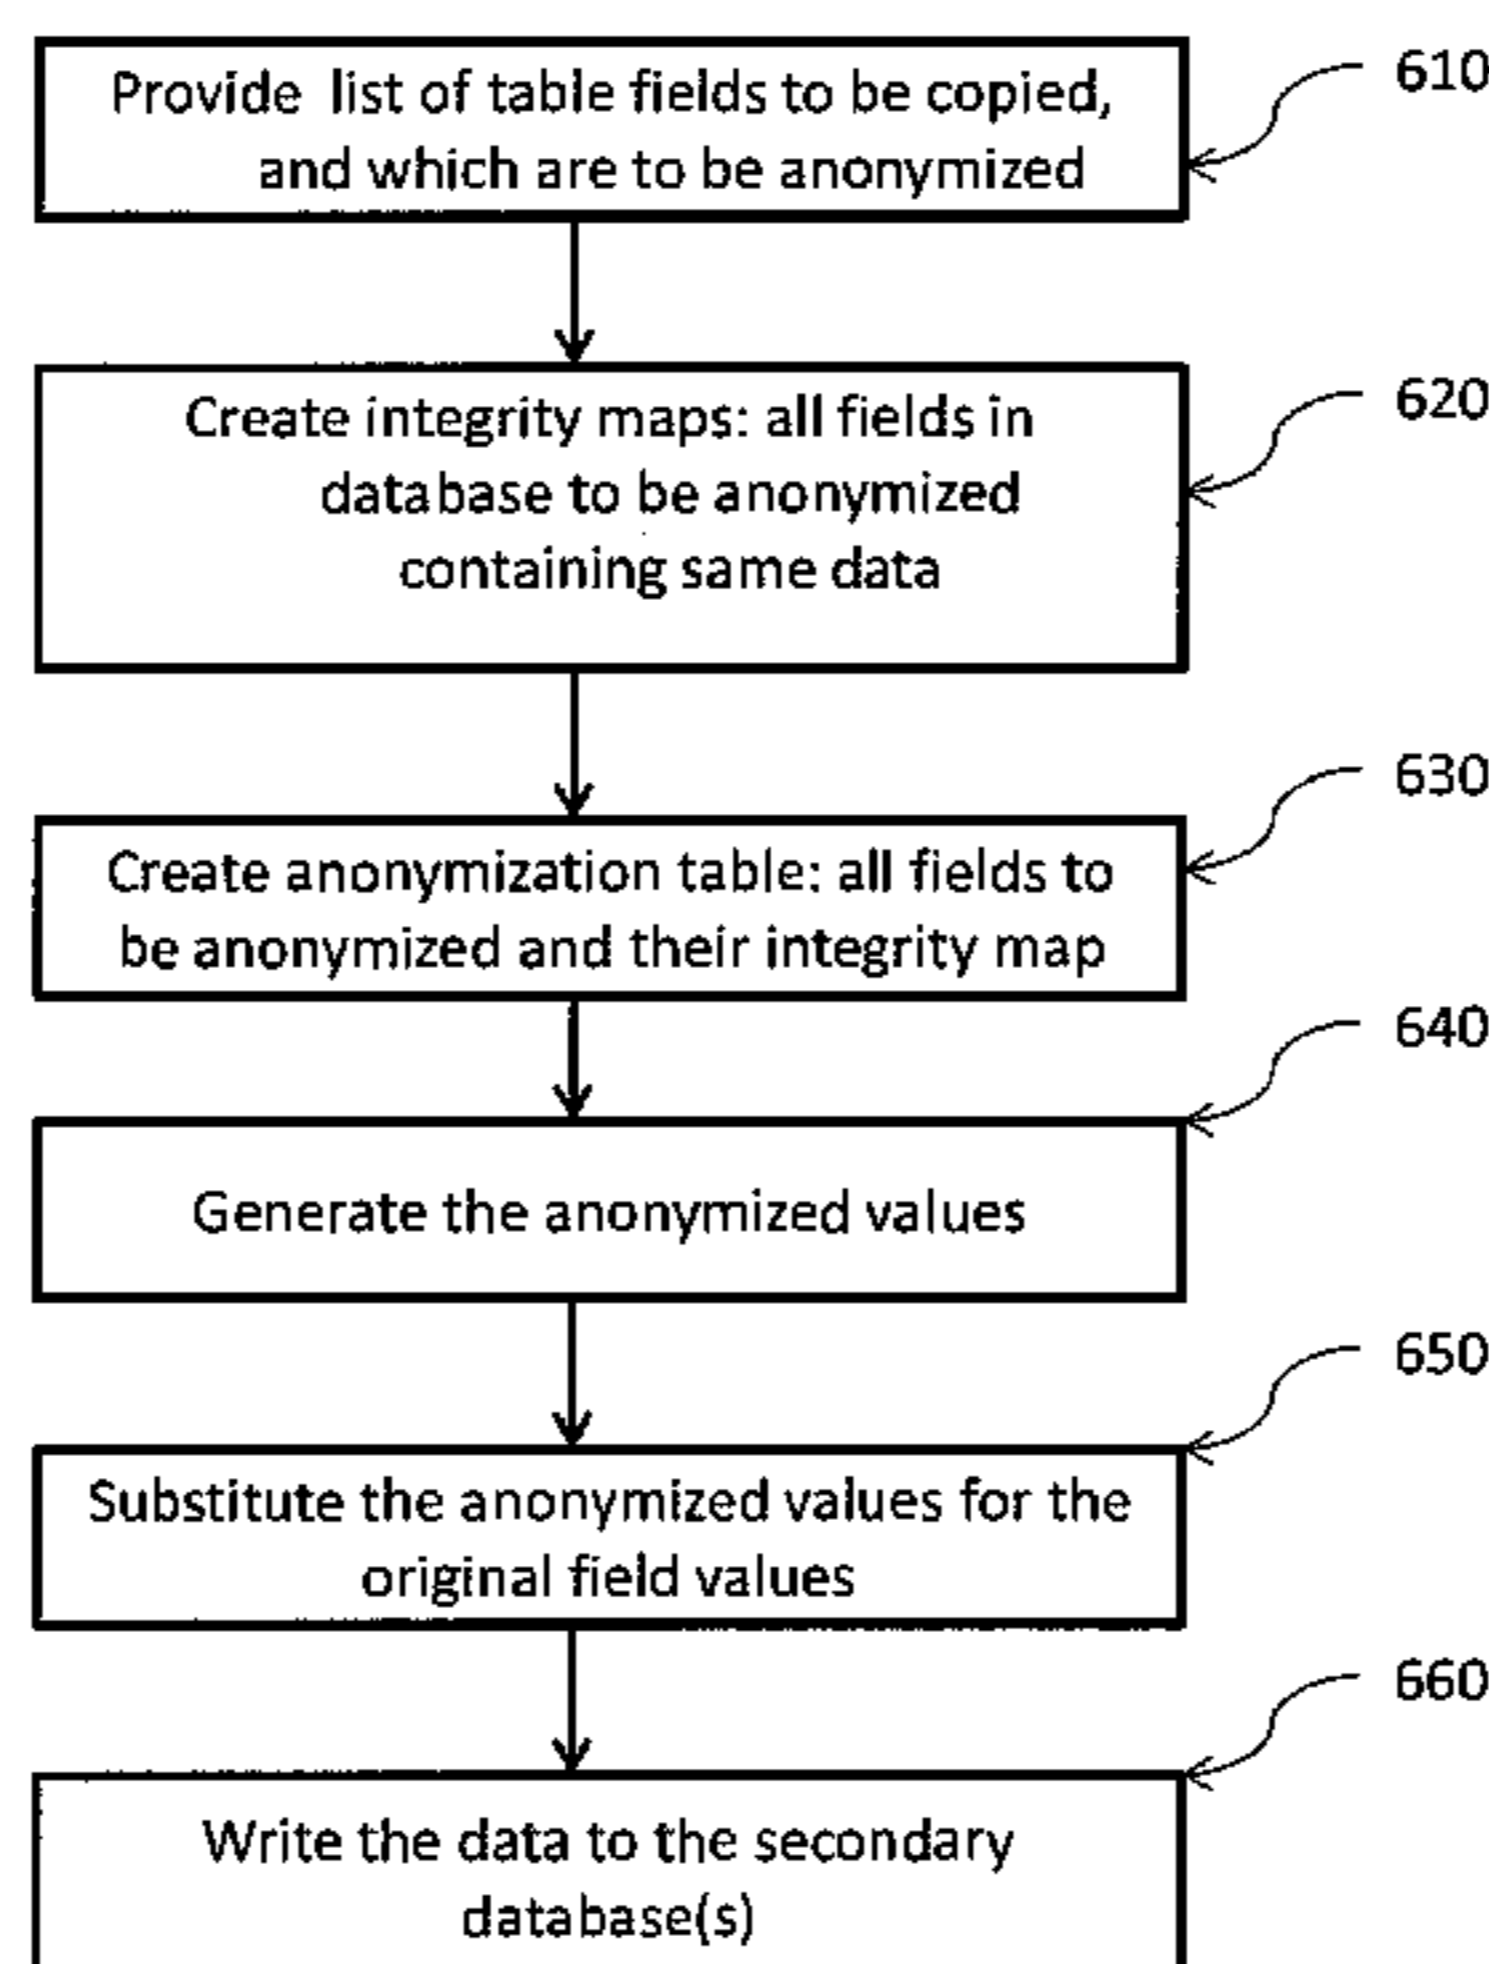 Provide list of table fields to be copied,
and which are to be anonymized
610
Create integrity maps: all fields in
database to be anonymized
containing same data
620
Create anonymization table: all fields to
be anonymized and their integrity map
630
Generate the anonymized values
640
Substitute the anonymized values for the
original field values
650
Write the data to the secondary
database(s)
660